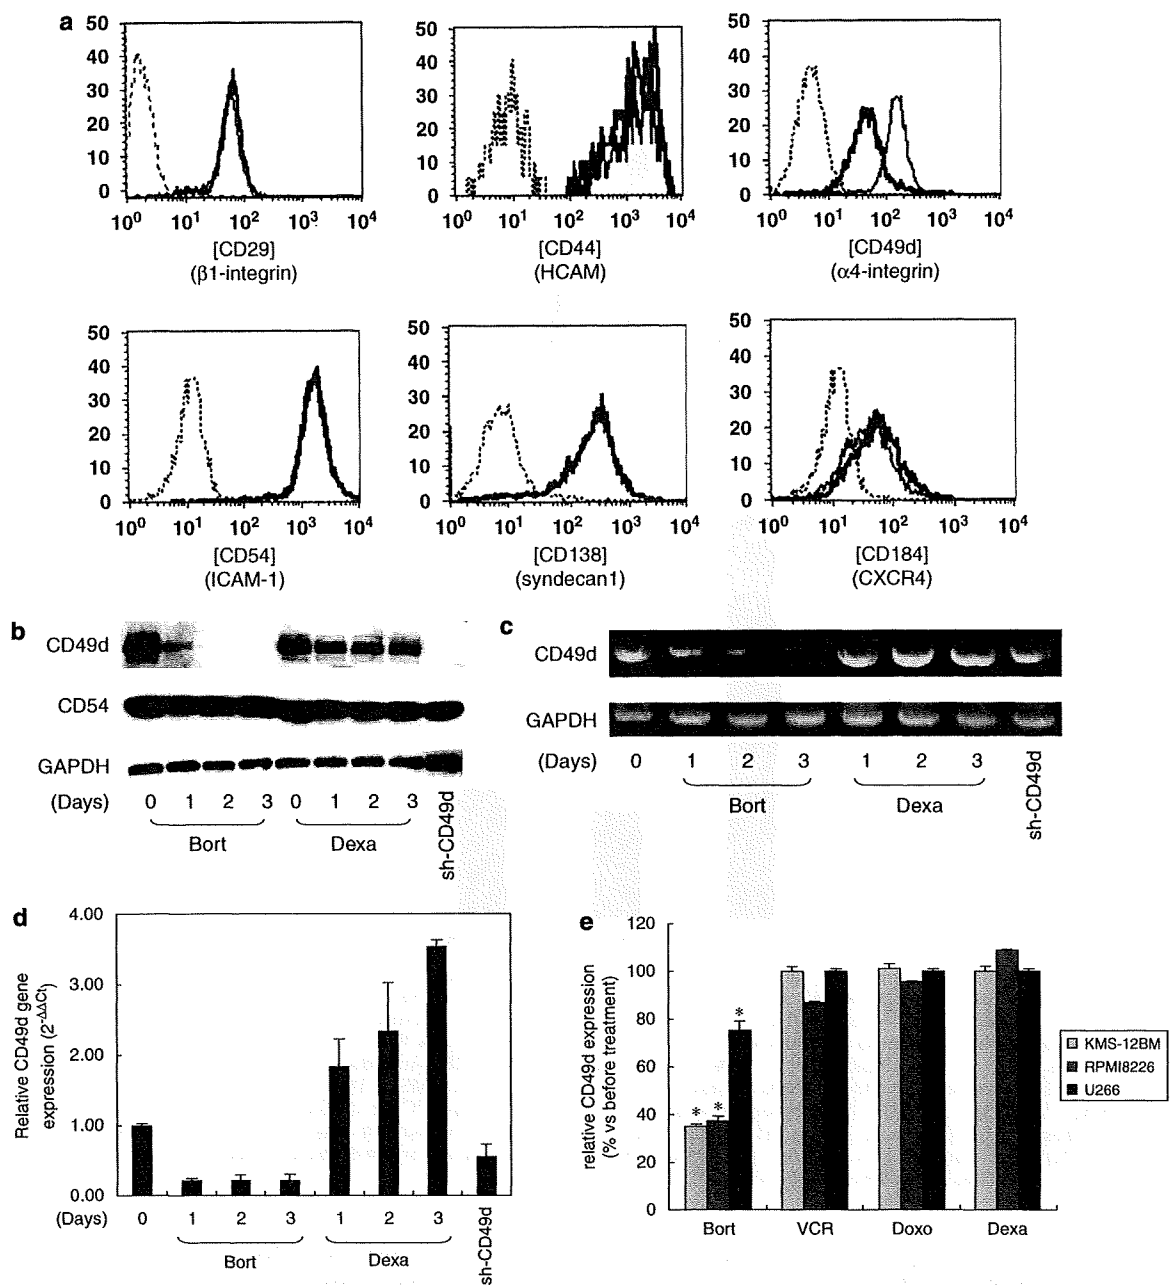 a
50
40
30
20
10
0
10⁰ 10¹ 10² 10³ 10⁴
[CD29]
(β1-integrin)
50
40
30
20
10
0
10⁰ 10¹ 10² 10³ 10⁴
[CD44]
(HCAM)
50
40
30
20
10
0
10⁰ 10¹ 10² 10³ 10⁴
[CD49d]
(α4-integrin)
50
40
30
20
10
0
10⁰ 10¹ 10² 10³ 10⁴
[CD54]
(ICAM-1)
50
40
30
20
10
0
10⁰ 10¹ 10² 10³ 10⁴
[CD138]
(syndecan1)
50
40
30
20
10
0
10⁰ 10¹ 10² 10³ 10⁴
[CD184]
(CXCR4)
b
CD49d
CD54
GAPDH
(Days) 0 1 2 3 0 1 2 3 sh-CD49d
Bort Dexa
c
CD49d
GAPDH
(Days) 0 1 2 3 1 2 3 sh-CD49d
Bort Dexa
d
Relative CD49d gene
expression (2⁻ΔΔCt)
4.00
3.00
2.00
1.00
0.00
(Days) 0 1 2 3 1 2 3 sh-CD49d
Bort Dexa
e
relative CD49d expression
(% vs before treatment)
120
100
80
60
40
20
0
* * *
Bort VCR Doxo Dexa
KMS-12BM
RPMI8226
U266